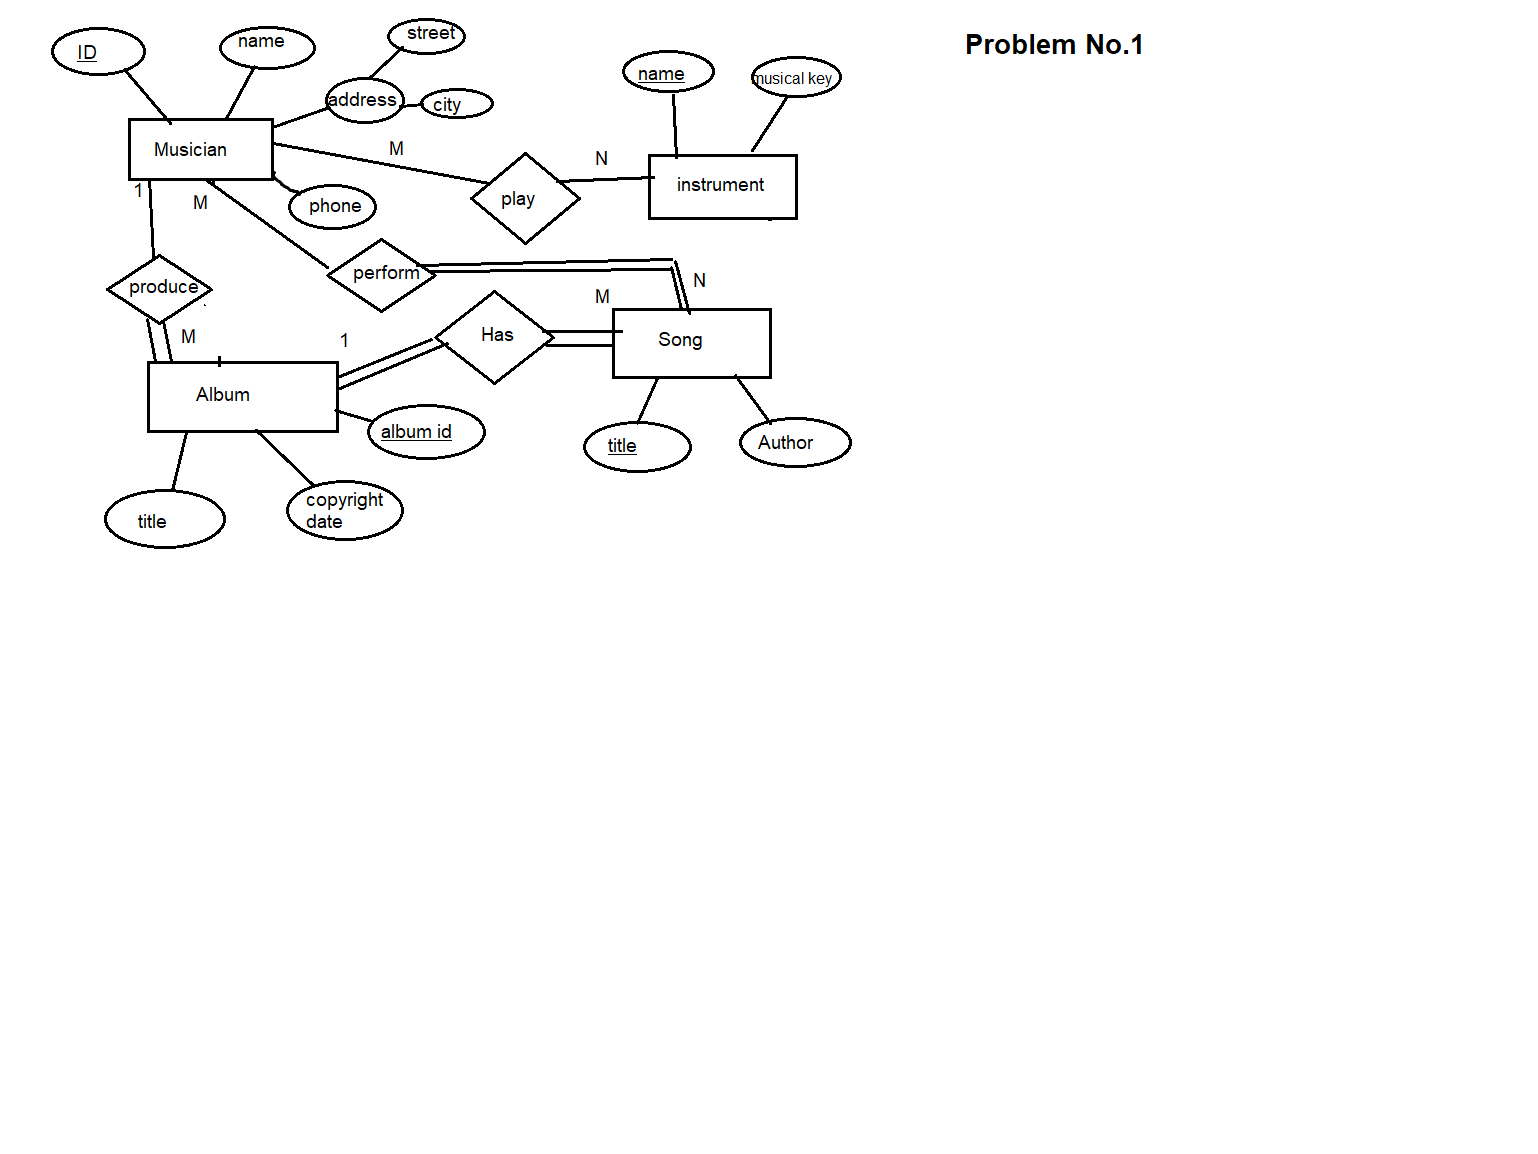 Problem No.1
ID
name
street
address
city
name
musical key
Musician
M
N
instrument
play
1
M
phone
perform
produce
N
M
M
1
Has
Song
Album
album id
title
Author
title
copyright
date